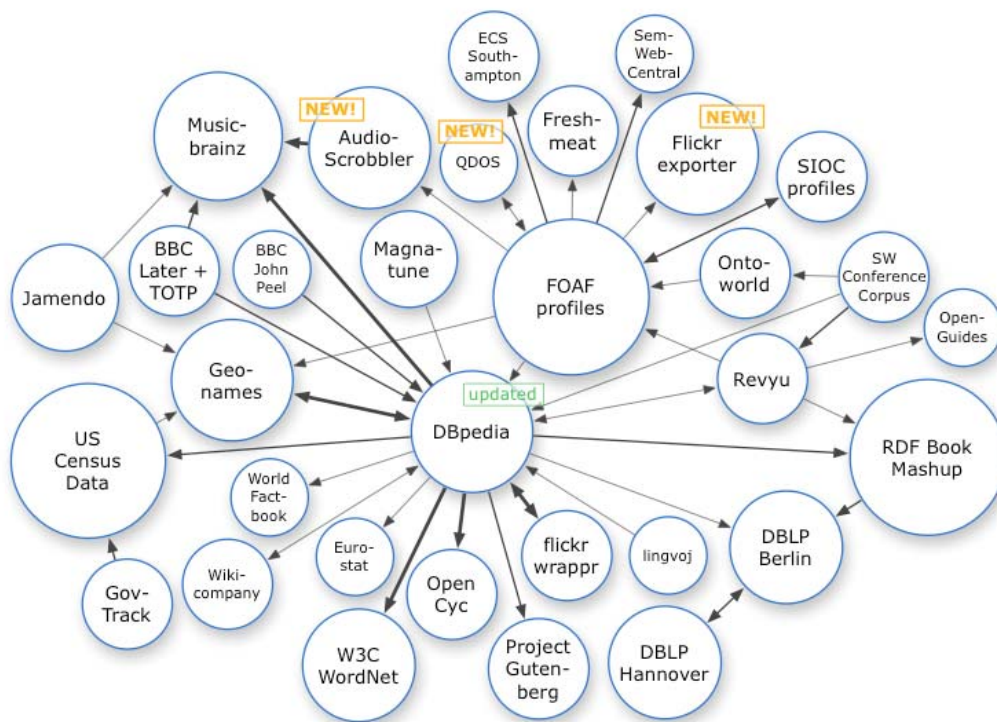 ECS
South-
ampton
Sem-
Web-
Central
NEW!
Music-
brainz
Audio-
Scrobbler
NEW!
QDOS
Fresh-
meat
NEW!
Flickr
exporter
SIOC
profiles
Jamendo
BBC
Later +
TOTP
BBC
John
Peel
Magna-
tune
FOAF
profiles
Onto-
world
SW
Conference
Corpus
Open-
Guides
Geo-
names
updated
DBpedia
Revyu
US
Census
Data
RDF Book
Mashup
World
Fact-
book
Euro-
stat
flickr
wrappr
lingvoj
DBLP
Berlin
Gov-
Track
Wiki-
company
Open
Cyc
W3C
WordNet
Project
Guten-
berg
DBLP
Hannover